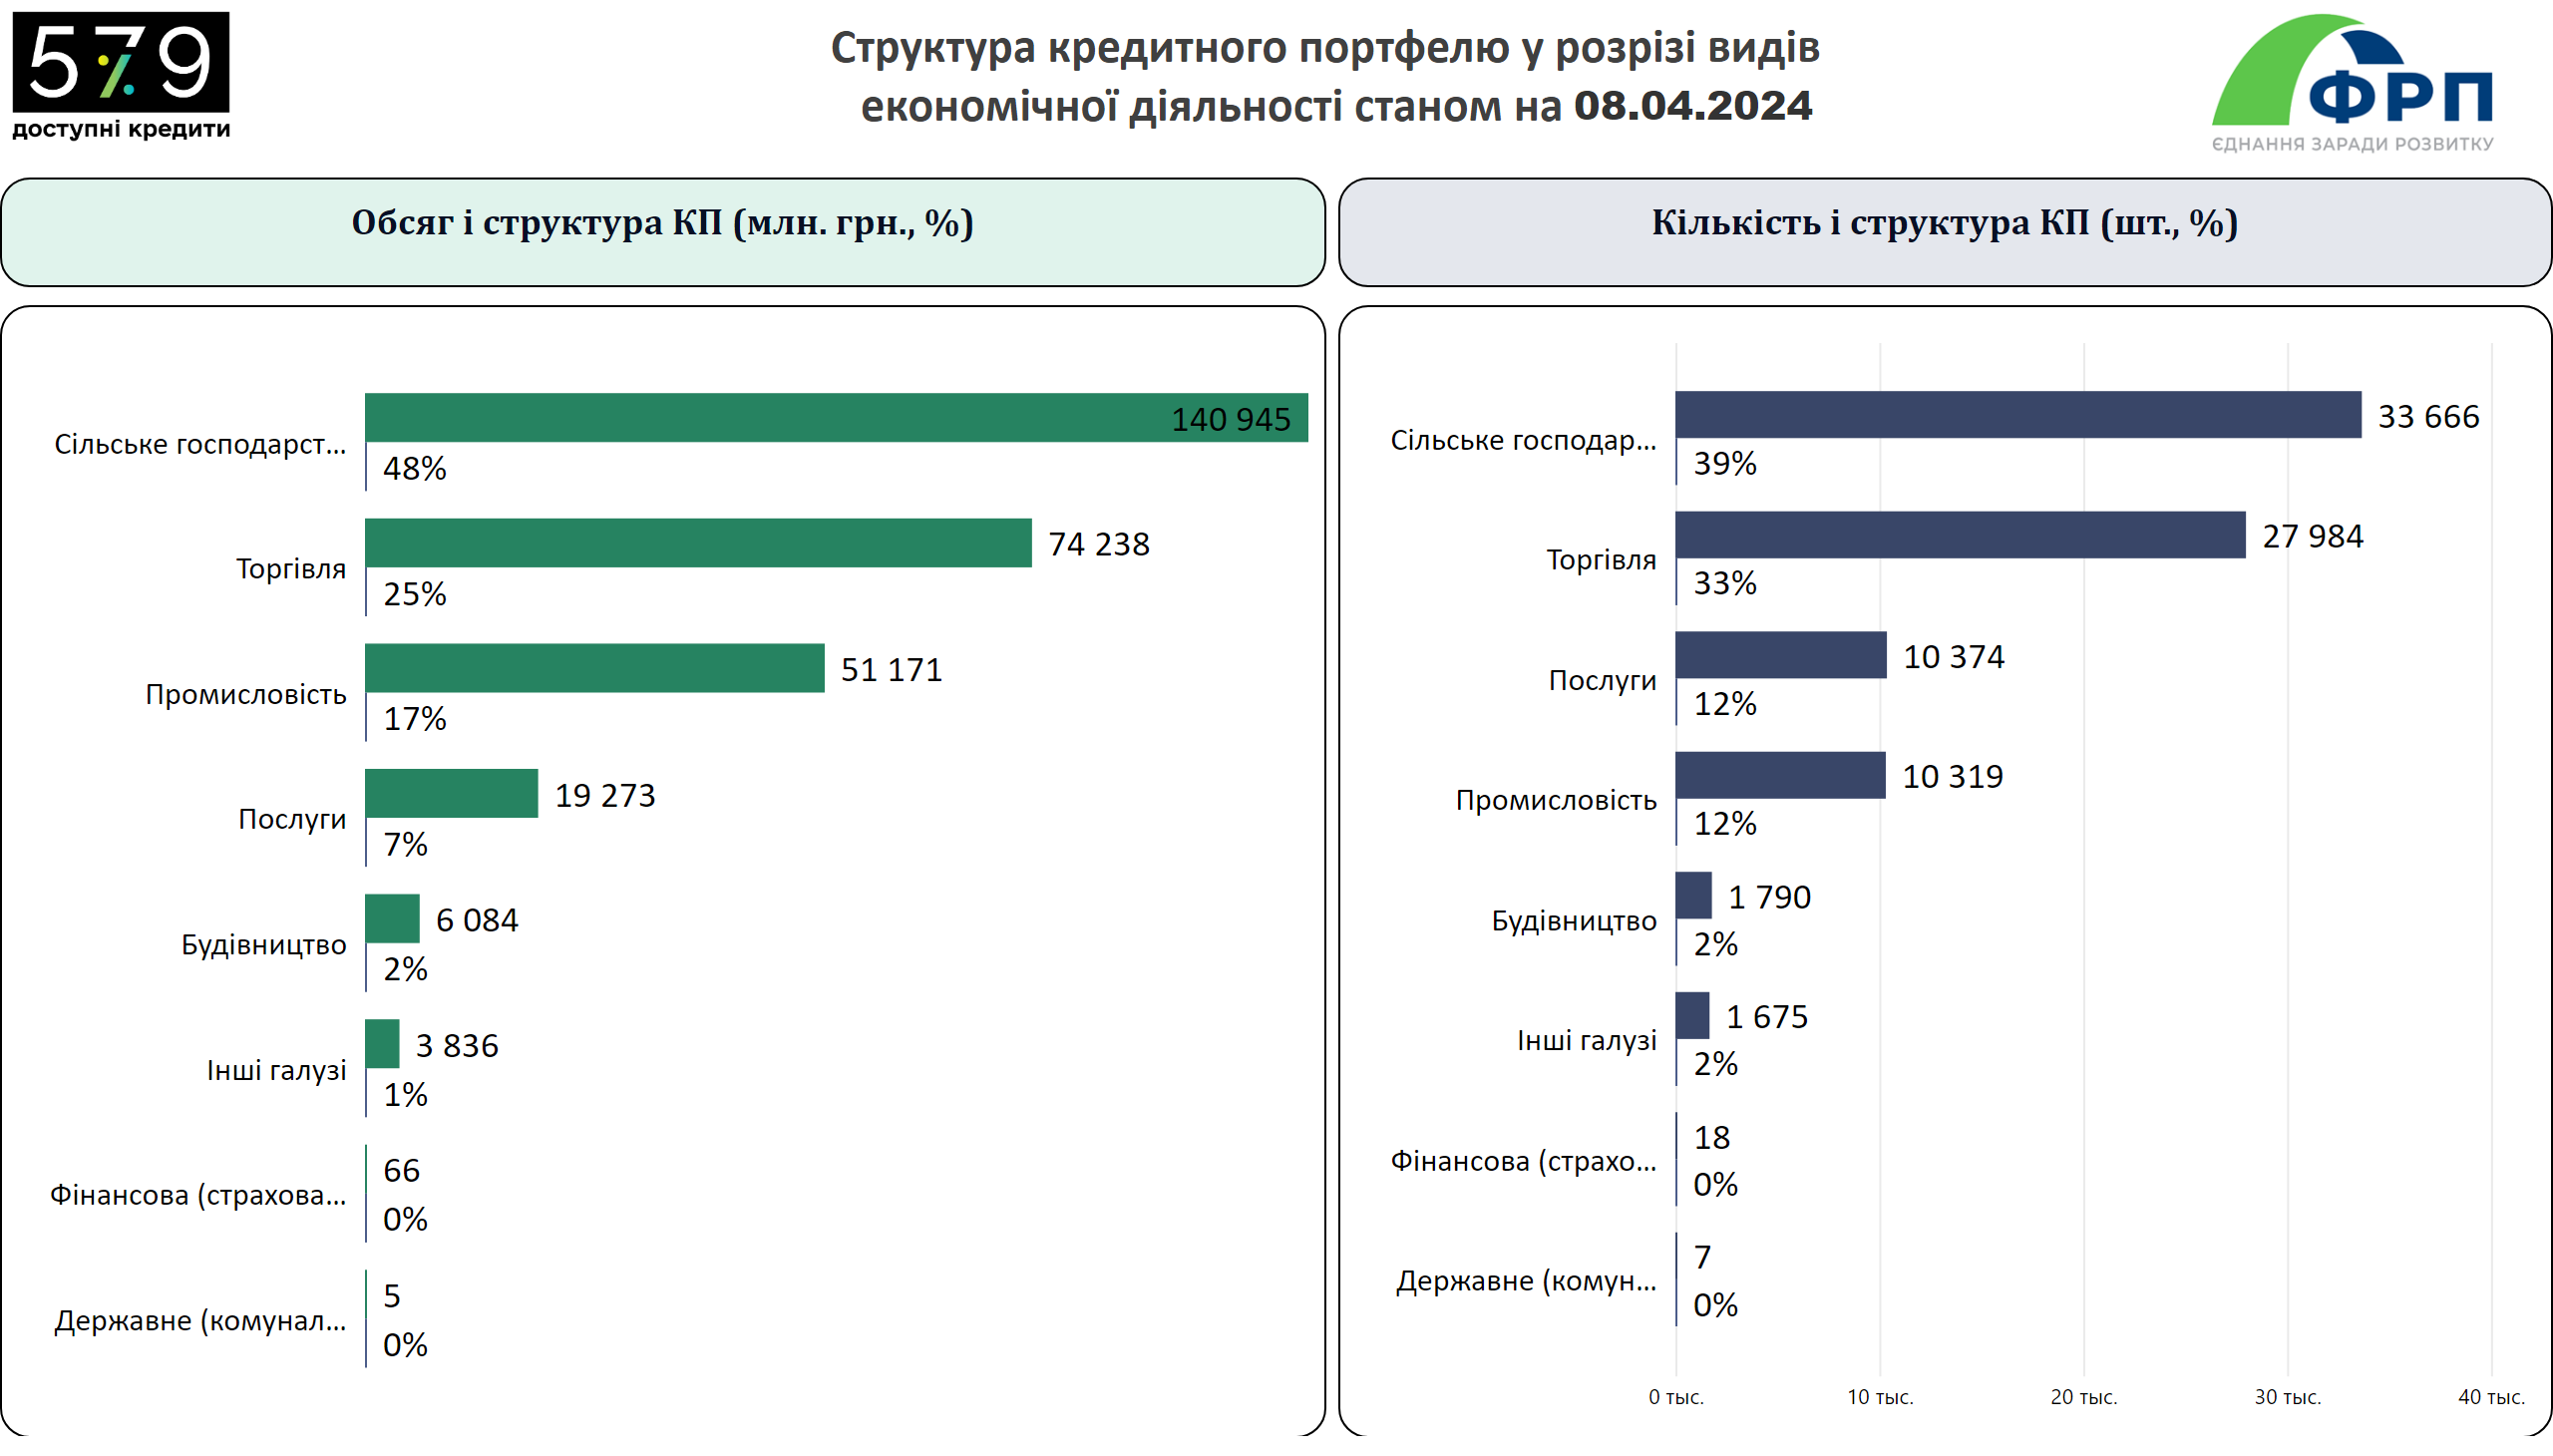 5%9
доступні кредити
Структура кредитного портфелю у розрізі видів
економічної діяльності станом на 08.04.2024
ФРП
ЄДНАННЯ ЗАРАДИ РОЗВИТКУ
Обсяг і структура КП (млн. грн., %)
Сільське господарст...
140 945
48%
Торгівля
74 238
25%
Промисловість
51 171
17%
Послуги
19 273
7%
Будівництво
6 084
2%
Інші галузі
3 836
1%
Фінансова (страхова...
66
0%
Державне (комунал...
5
0%
Кількість і структура КП (шт., %)
Сільське господар...
33 666
39%
Торгівля
27 984
33%
Послуги
10 374
12%
Промисловість
10 319
12%
Будівництво
1 790
2%
Інші галузі
1 675
2%
Фінансова (страхо...
18
0%
Державне (комун...
7
0%
0 тыс. 10 тыс. 20 тыс. 30 тыс. 40 тыс.